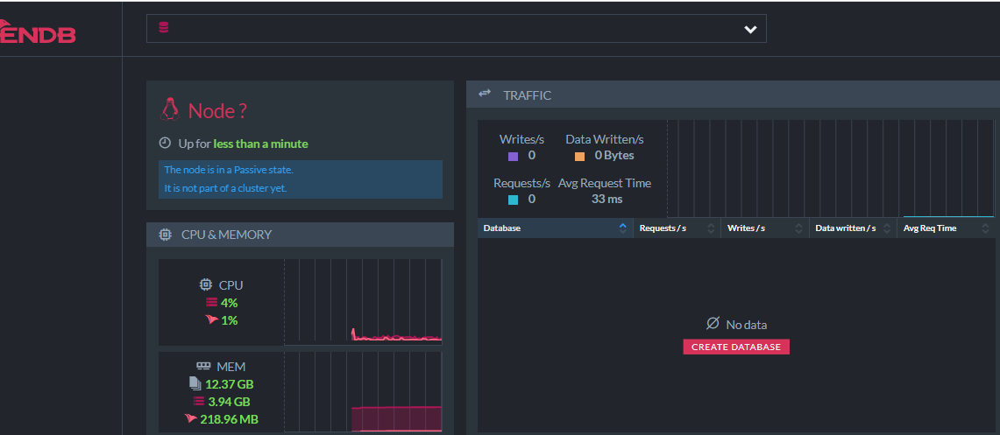 ENDB
Node ?
Up for less than a minute
The node is in a Passive state.
It is not part of a cluster yet.
CPU & MEMORY
CPU
4%
1%
MEM
12.37 GB
3.94 GB
218.96 MB
TRAFFIC
Writes/s Data Written/s
0 0 Bytes
Requests/s Avg Request Time
0 33 ms
Database Requests / s Writes / s Data written / s Avg Req Time
No data
CREATE DATABASE